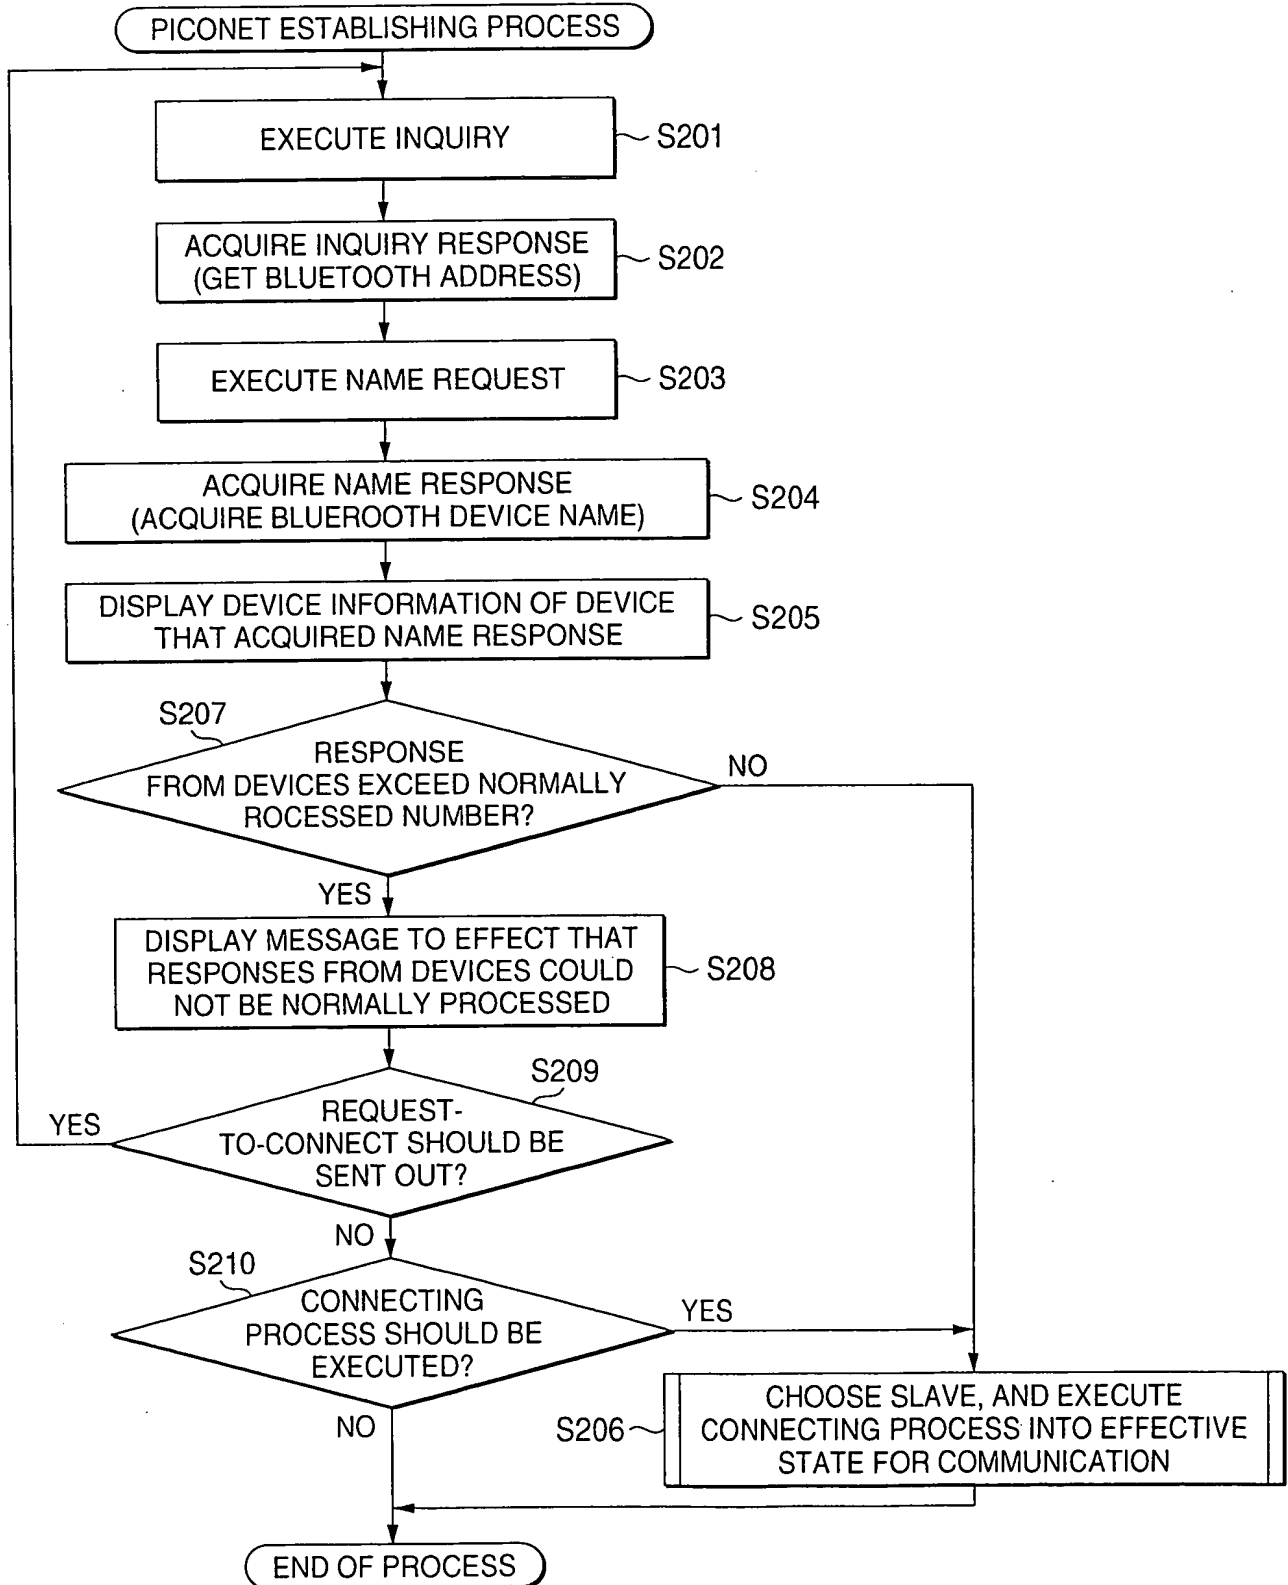 PICONET ESTABLISHING PROCESS
EXECUTE INQUIRY
S201
ACQUIRE INQUIRY RESPONSE
(GET BLUETOOTH ADDRESS)
S202
EXECUTE NAME REQUEST
S203
ACQUIRE NAME RESPONSE
(ACQUIRE BLUEROOTH DEVICE NAME)
S204
DISPLAY DEVICE INFORMATION OF DEVICE
THAT ACQUIRED NAME RESPONSE
S205
S207
RESPONSE
FROM DEVICES EXCEED NORMALLY
ROCESSED NUMBER?
NO
YES
DISPLAY MESSAGE TO EFFECT THAT
RESPONSES FROM DEVICES COULD
NOT BE NORMALLY PROCESSED
S208
S209
REQUEST-
TO-CONNECT SHOULD BE
SENT OUT?
YES
NO
S210
CONNECTING
PROCESS SHOULD BE
EXECUTED?
YES
NO
S206
CHOOSE SLAVE, AND EXECUTE
CONNECTING PROCESS INTO EFFECTIVE
STATE FOR COMMUNICATION
END OF PROCESS